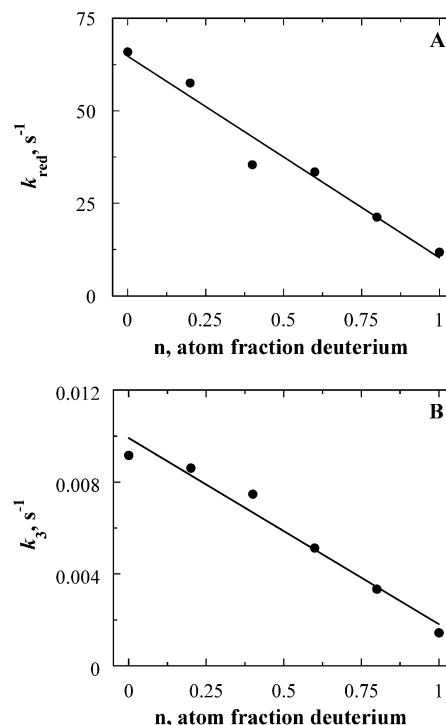 A
75
50
25
0
k_red, s⁻¹
0 0.25 0.5 0.75 1
n, atom fraction deuterium
B
0.012
0.008
0.004
0
k₃, s⁻¹
0 0.25 0.5 0.75 1
n, atom fraction deuterium